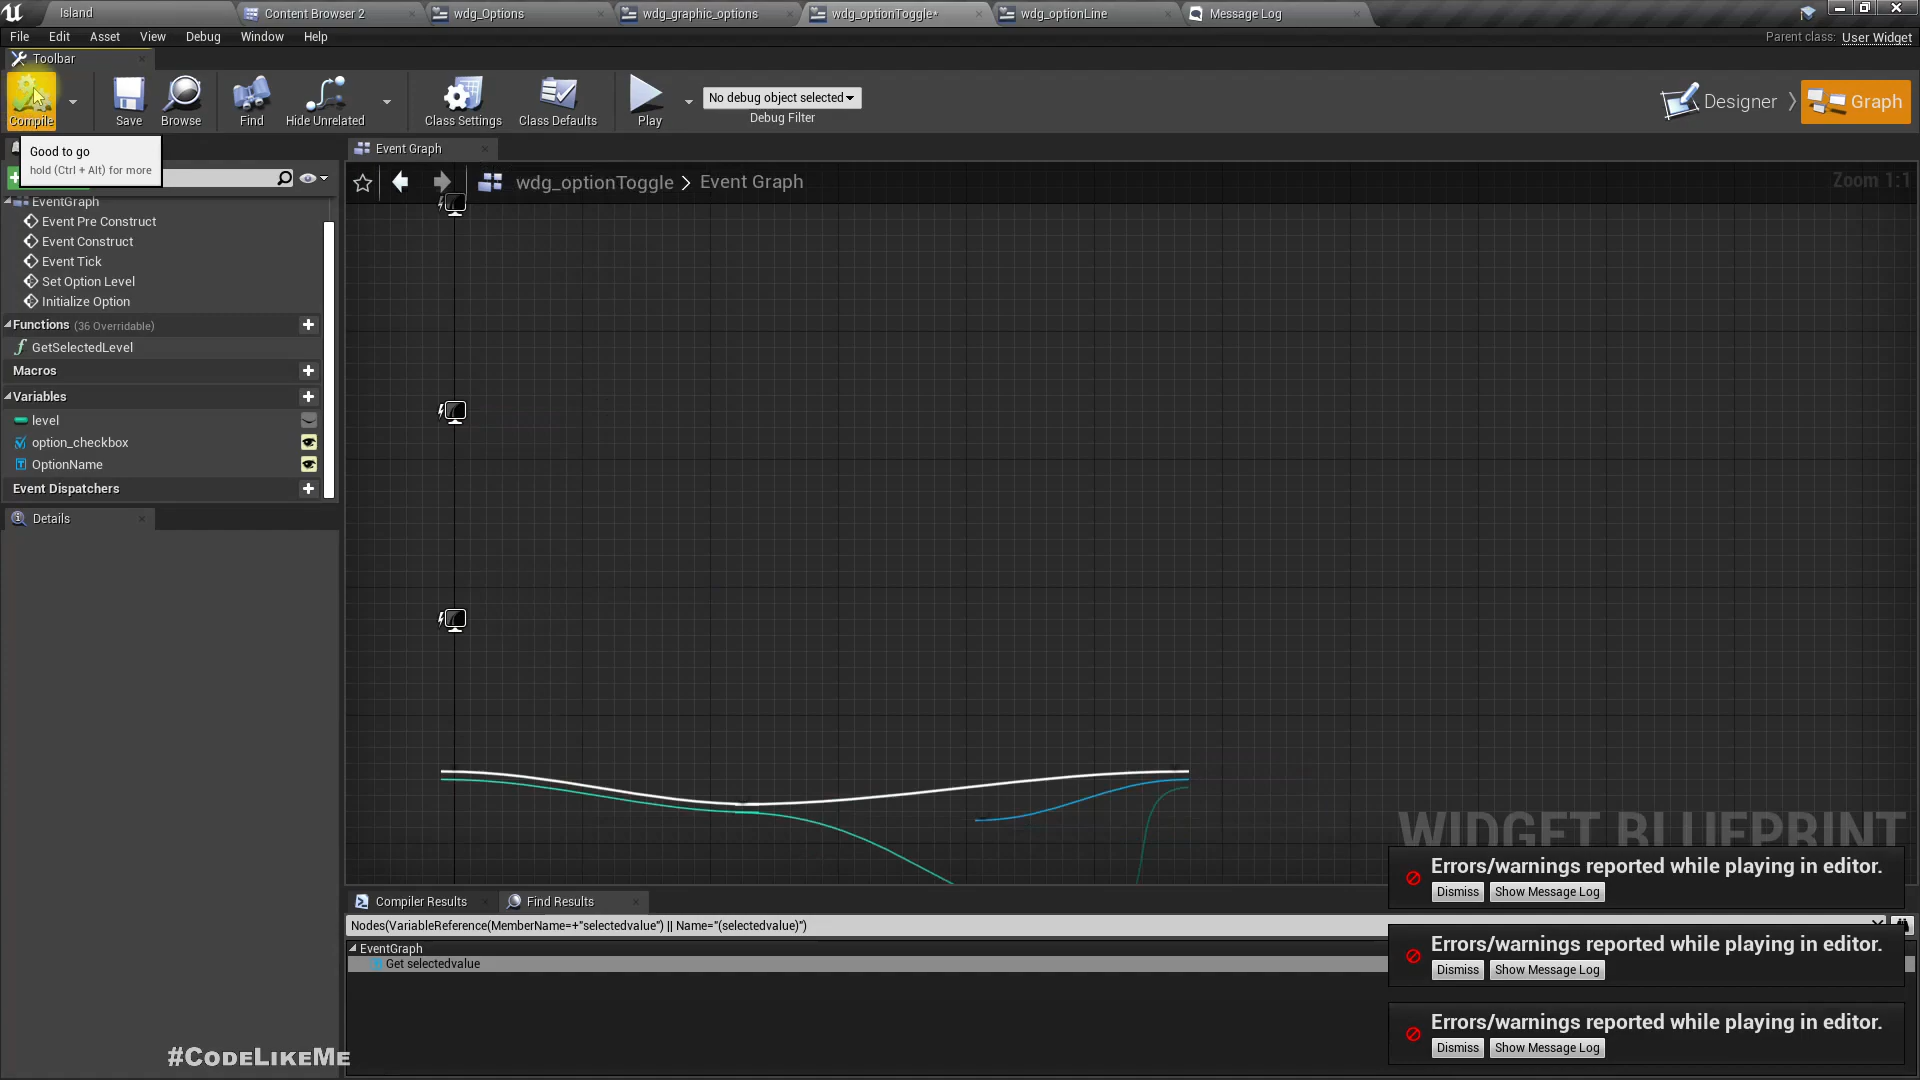 Island
Content Browser 2
wdg_Options
wdg_graphic_options
wdg_optionToggle*
wdg_optionLine
Message Log
File
Edit
Asset
View
Debug
Window
Help
Parent class: User Widget
Toolbar
Compile
Save
Browse
Find
Hide Unrelated
Class Settings
Class Defaults
Play
No debug object selected
Debug Filter
Designer
Graph
Good to go
hold (Ctrl + Alt) for more
Event Graph
wdg_optionToggle > Event Graph
Zoom 1:1
EventGraph
Event Pre Construct
Event Construct
Event Tick
Set Option Level
Initialize Option
Functions (36 Overridable)
GetSelectedLevel
Macros
Variables
level
option_checkbox
OptionName
Event Dispatchers
Details
WIDGET BLUEPRINT
Compiler Results
Find Results
Nodes(VariableReference(MemberName=+"selectedvalue") || Name="(selectedvalue)")
EventGraph
Get selectedvalue
Errors/warnings reported while playing in editor.
Dismiss
Show Message Log
Errors/warnings reported while playing in editor.
Dismiss
Show Message Log
Errors/warnings reported while playing in editor.
Dismiss
Show Message Log
#CodeLikeMe